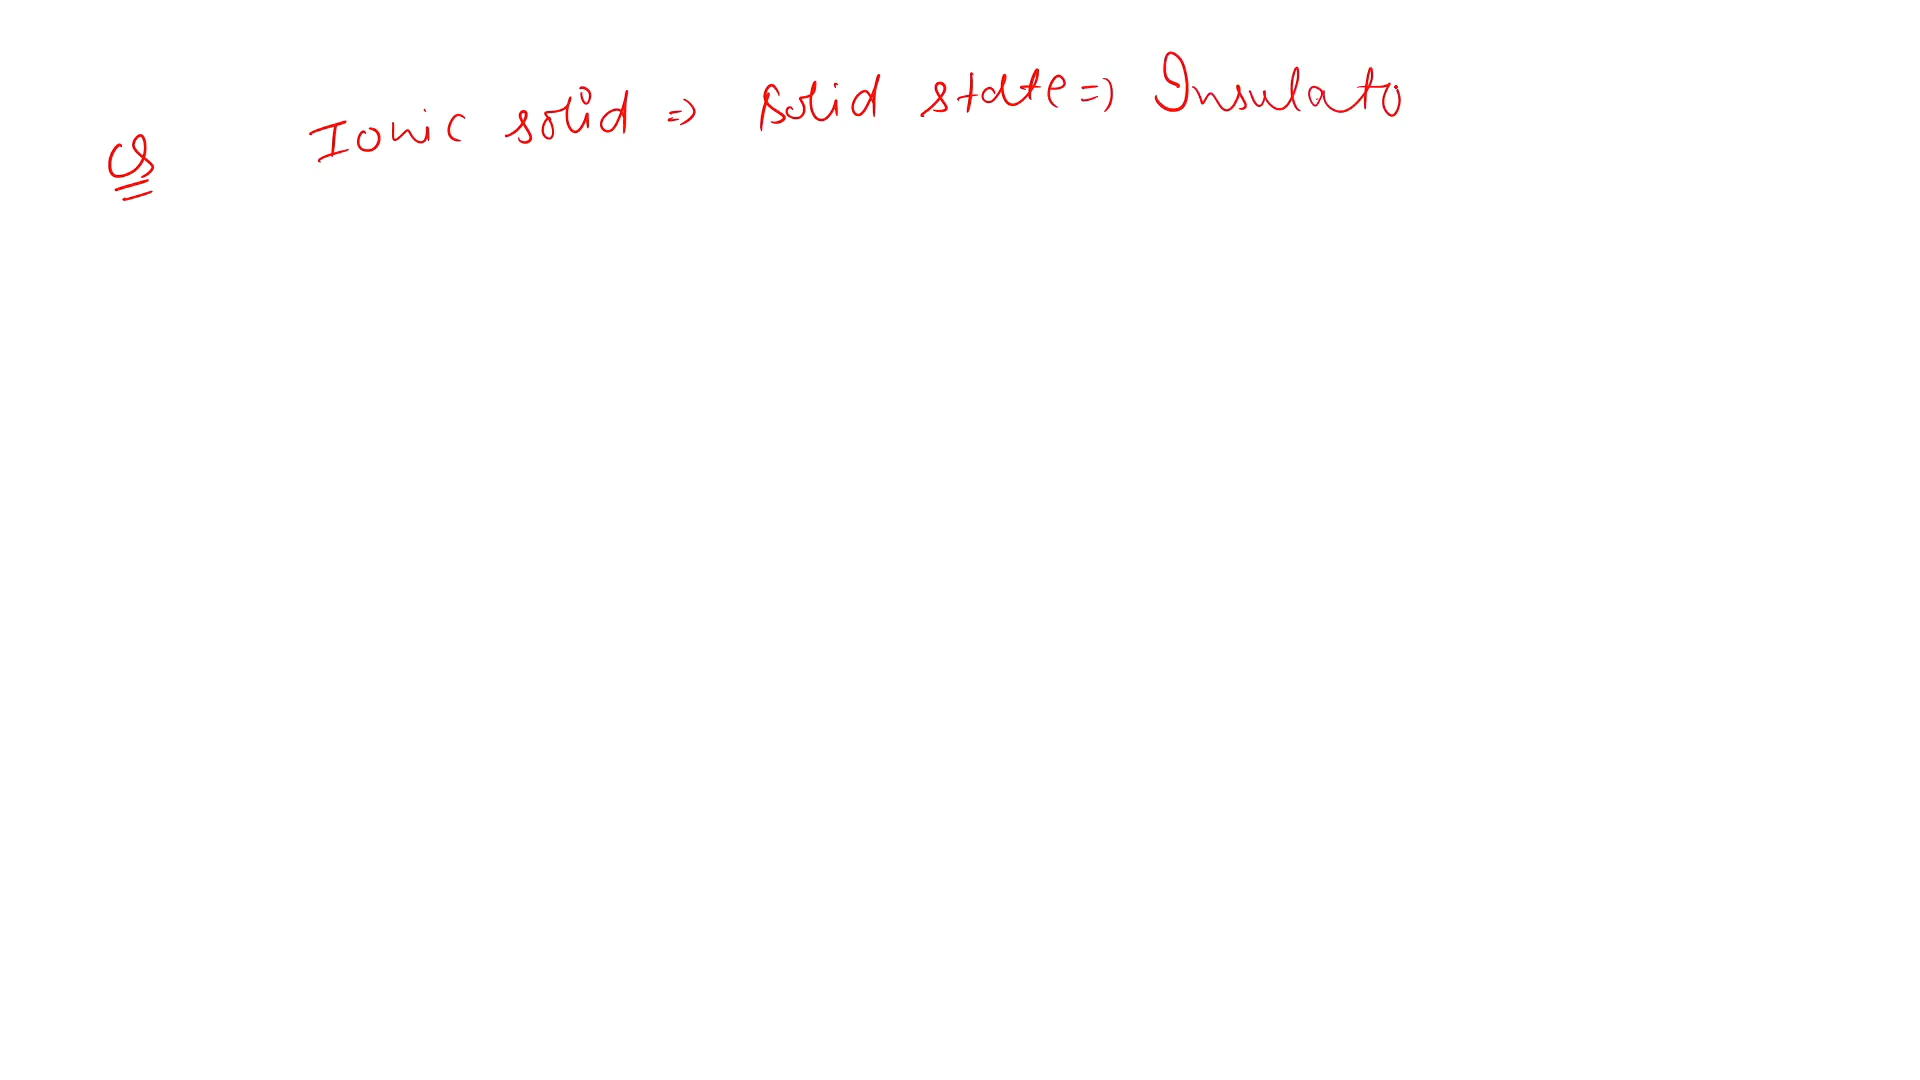 Ionic solid => Solid state => Insulato